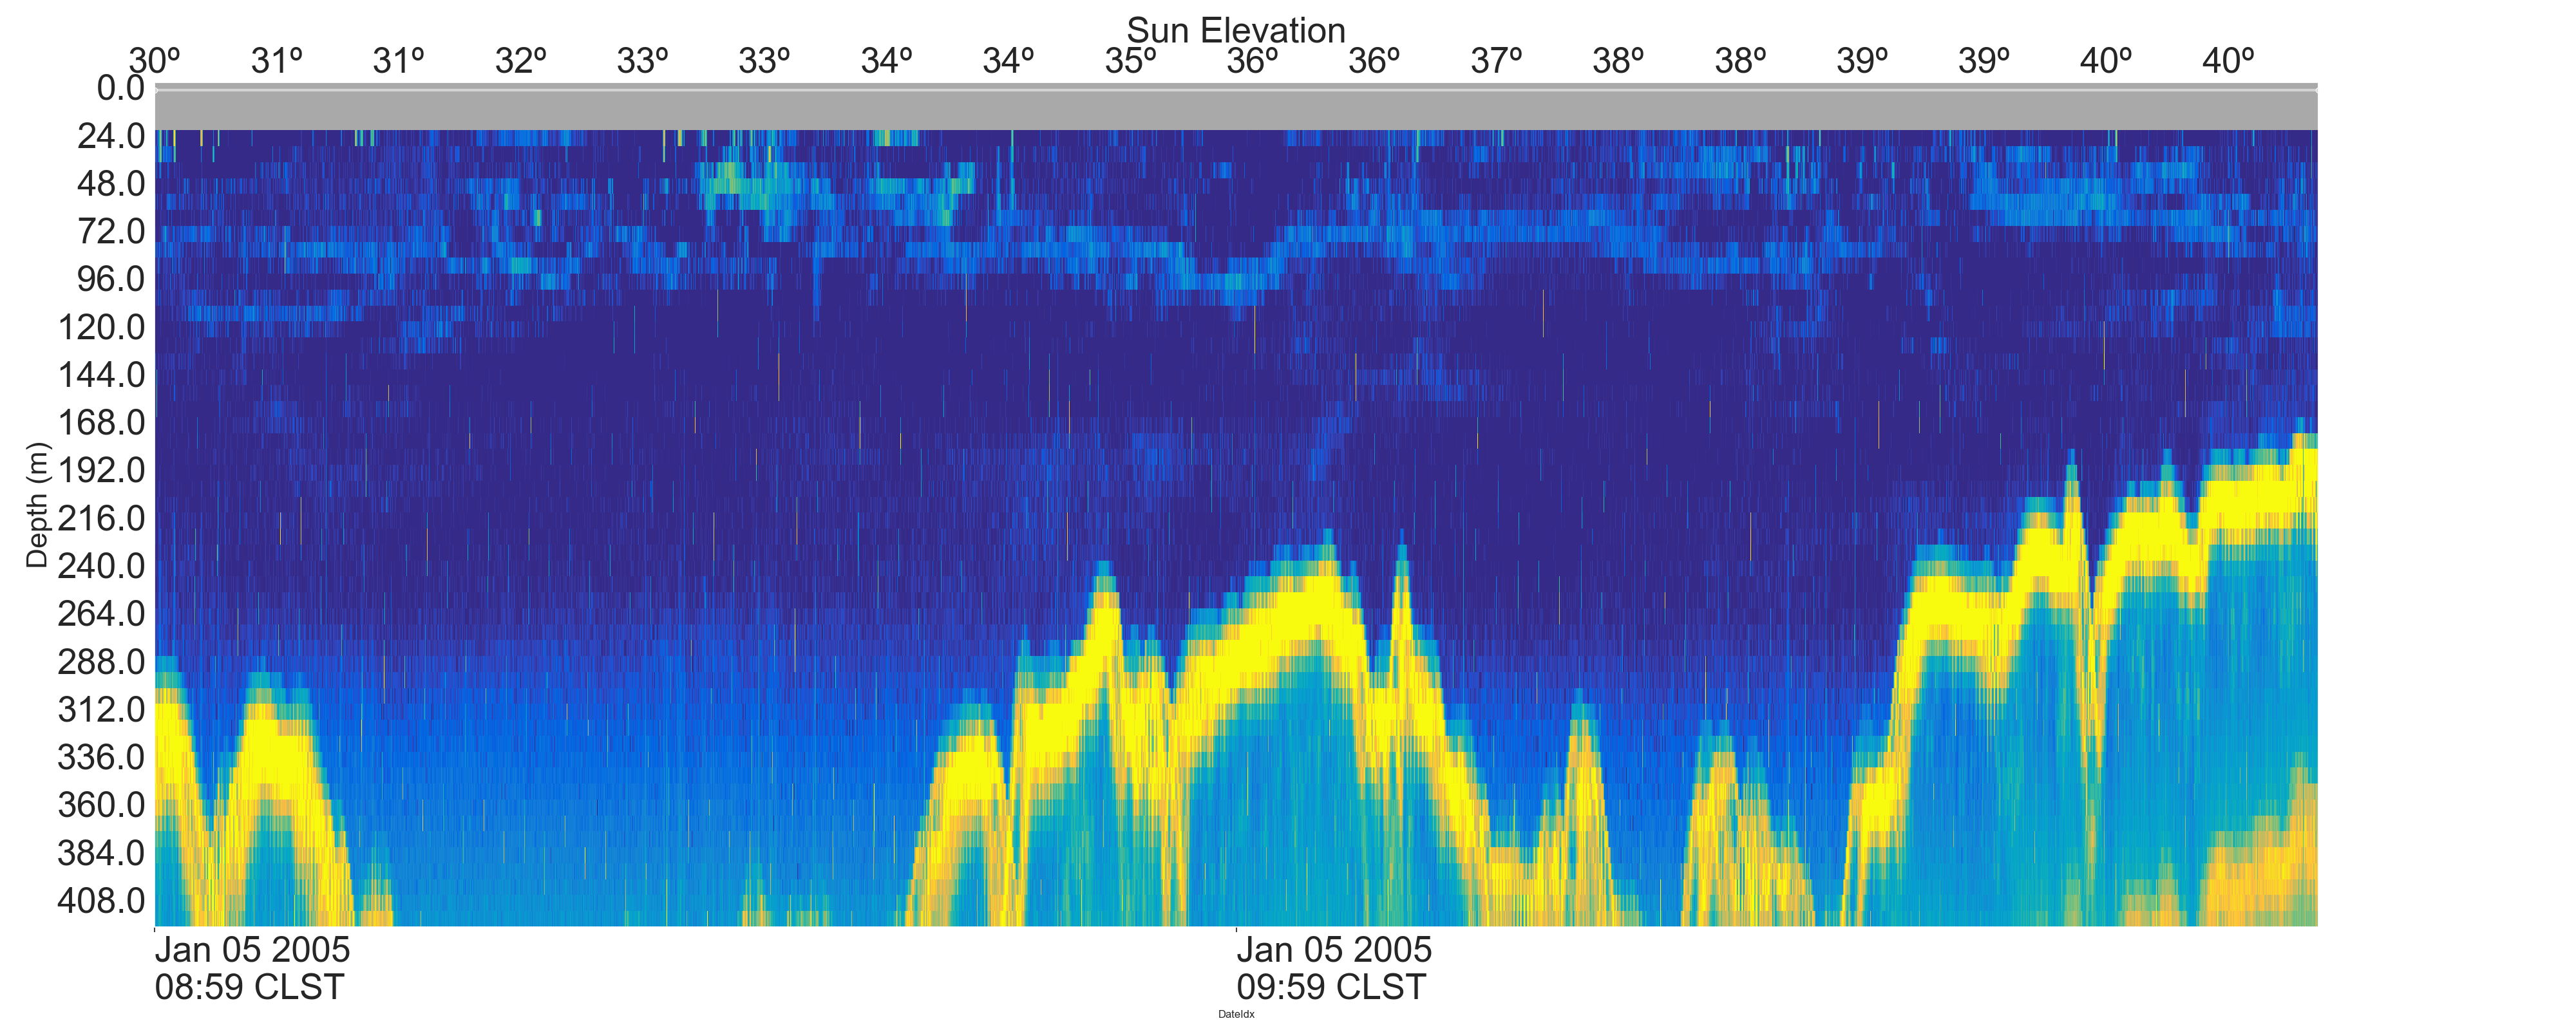 Sun Elevation
30º 31º 31º 32º 33º 33º 34º 34º 35º 36º 36º 37º 38º 38º 39º 39º 40º 40º
0.0
24.0
48.0
72.0
96.0
120.0
144.0
168.0
192.0
216.0
240.0
264.0
288.0
312.0
336.0
360.0
384.0
408.0
Depth (m)
Jan 05 2005
08:59 CLST
Jan 05 2005
09:59 CLST
DateIdx